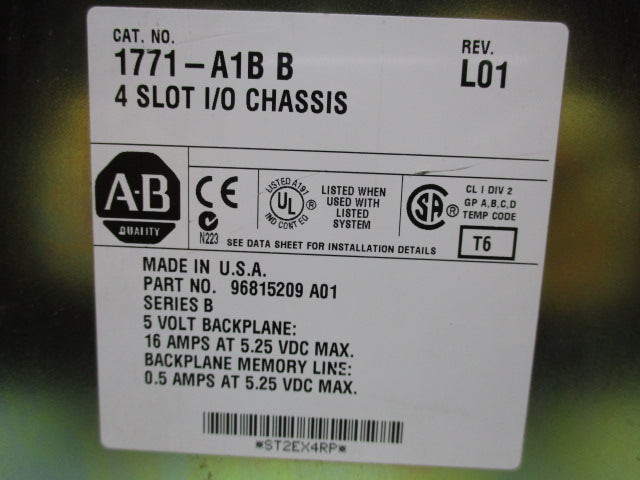 CAT. NO.
1771-A1B B
4 SLOT I/O CHASSIS
REV.
L01
A-B
QUALITY
CE
N223
LISTED A197
UL
®
IND CONT EQ
LISTED WHEN
USED WITH
LISTED
SYSTEM
SA
®
CL I DIV 2
GP A,B,C,D
TEMP CODE
T6
SEE DATA SHEET FOR INSTALLATION DETAILS
MADE IN U.S.A.
PART NO. 96815209 A01
SERIES B
5 VOLT BACKPLANE:
16 AMPS AT 5.25 VDC MAX.
BACKPLANE MEMORY LINE:
0.5 AMPS AT 5.25 VDC MAX.
*ST2EX4RP*